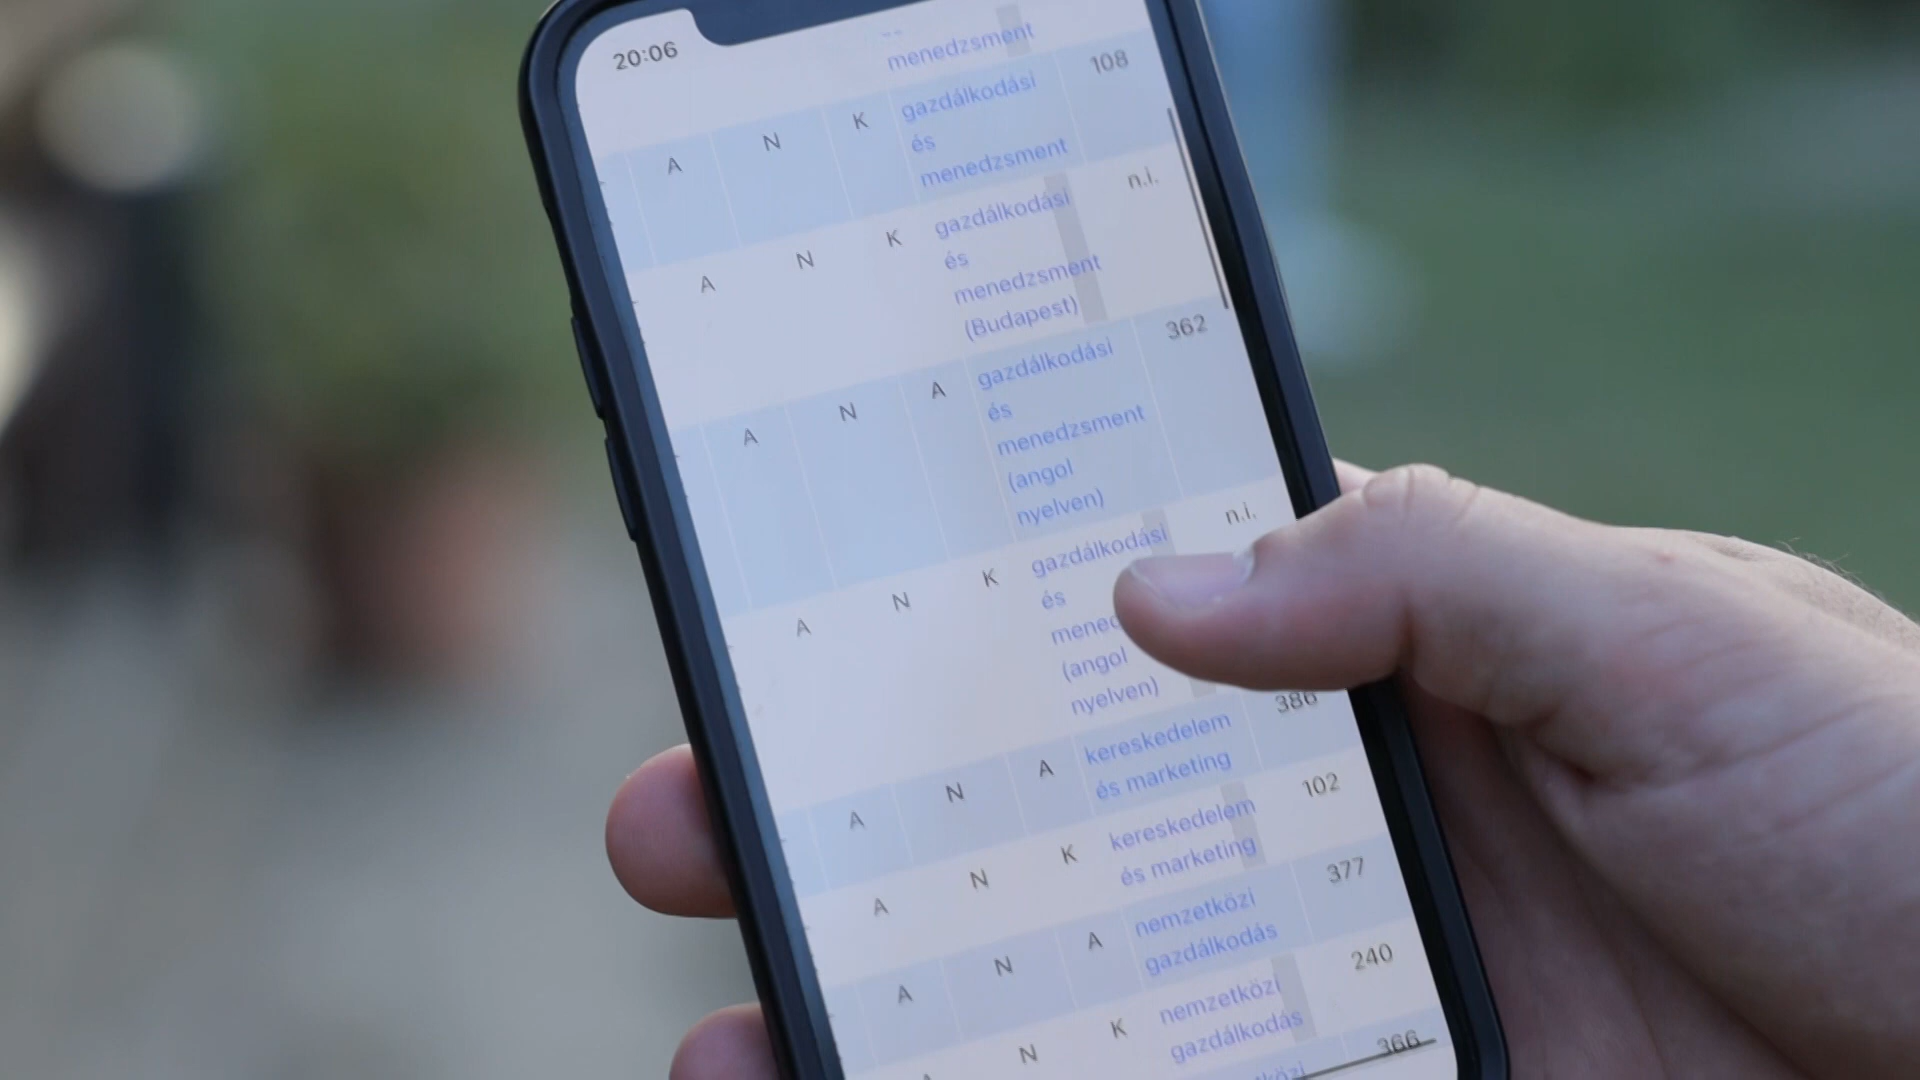 20:06
menedzsment
A N K gazdálkodási 108
és
menedzsment
A N K gazdálkodási n.i.
és
menedzsment
(Budapest)
A N A gazdálkodási 362
és
menedzsment
(angol
nyelven)
A N K gazdálkodási n.i.
és
(angol
nyelven)
A N A kereskedelem 386
és marketing
A N K kereskedelem 102
és marketing
A N A nemzetközi 377
gazdálkodás
N K nemzetközi 240
gazdálkodás
366